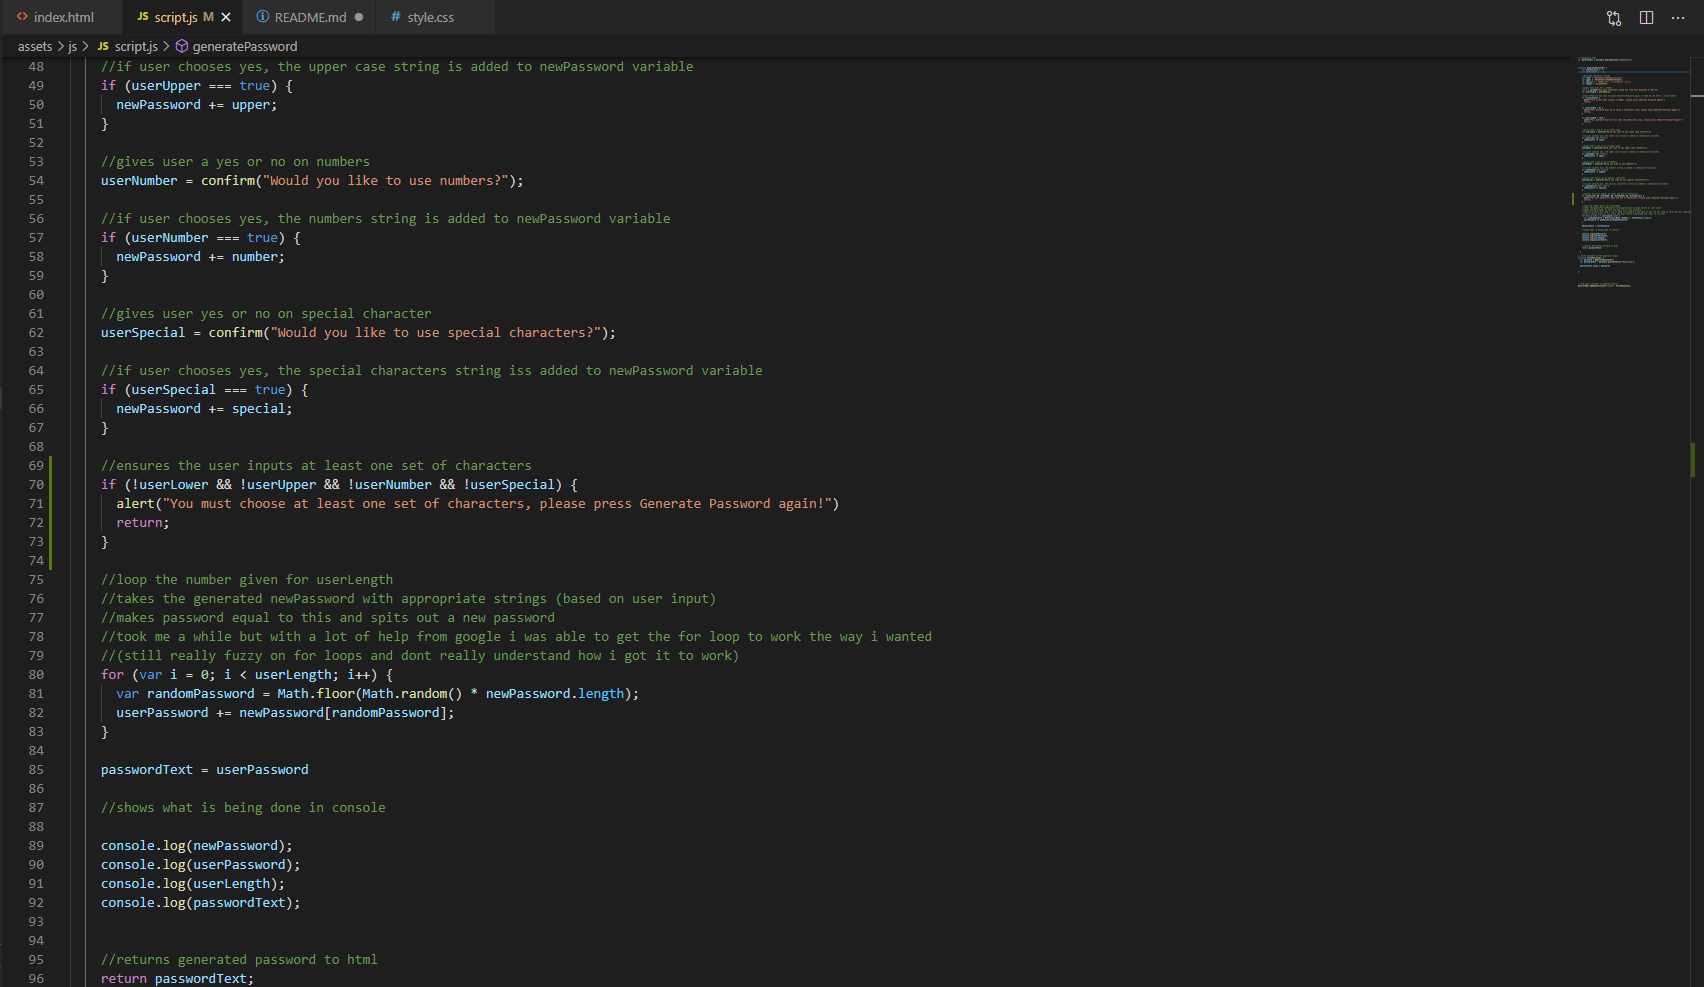 index.html
JS script.js M
README.md
# style.css
assets > js > JS script.js > generatePassword
48 //if user chooses yes, the upper case string is added to newPassword variable
49 if (userUpper === true) {
50 newPassword += upper;
51 }
52
53 //gives user a yes or no on numbers
54 userNumber = confirm("Would you like to use numbers?");
55
56 //if user chooses yes, the numbers string is added to newPassword variable
57 if (userNumber === true) {
58 newPassword += number;
59 }
60
61 //gives user yes or no on special character
62 userSpecial = confirm("Would you like to use special characters?");
63
64 //if user chooses yes, the special characters string iss added to newPassword variable
65 if (userSpecial === true) {
66 newPassword += special;
67 }
68
69 //ensures the user inputs at least one set of characters
70 if (!userLower && !userUpper && !userNumber && !userSpecial) {
71 alert("You must choose at least one set of characters, please press Generate Password again!")
72 return;
73 }
74
75 //loop the number given for userLength
76 //takes the generated newPassword with appropriate strings (based on user input)
77 //makes password equal to this and spits out a new password
78 //took me a while but with a lot of help from google i was able to get the for loop to work the way i wanted
79 //(still really fuzzy on for loops and dont really understand how i got it to work)
80 for (var i = 0; i < userLength; i++) {
81 var randomPassword = Math.floor(Math.random() * newPassword.length);
82 userPassword += newPassword[randomPassword];
83 }
84
85 passwordText = userPassword
86
87 //shows what is being done in console
88
89 console.log(newPassword);
90 console.log(userPassword);
91 console.log(userLength);
92 console.log(passwordText);
93
94
95 //returns generated password to html
96 return passwordText;